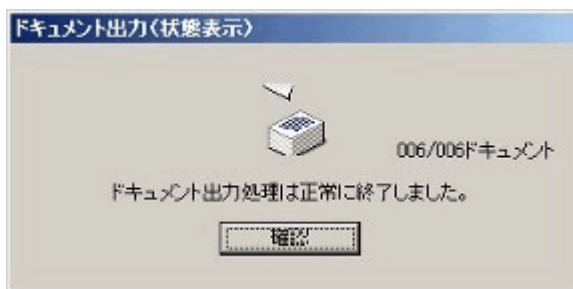 ドキュメント出力(状態表示)
006/006ドキュメント
ドキュメント出力処理は正常に終了しました。
確認